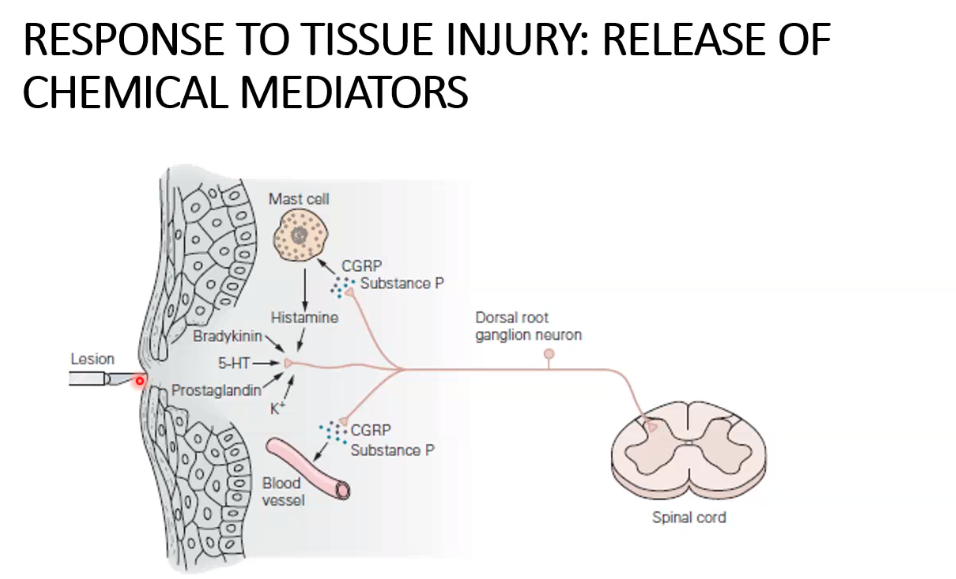 RESPONSE TO TISSUE INJURY: RELEASE OF
CHEMICAL MEDIATORS
Mast cell
CGRP
Substance P
Histamine
Bradykinin
5-HT
Lesion
Prostaglandin
K⁺
Dorsal root
ganglion neuron
CGRP
Substance P
Blood
vessel
Spinal cord